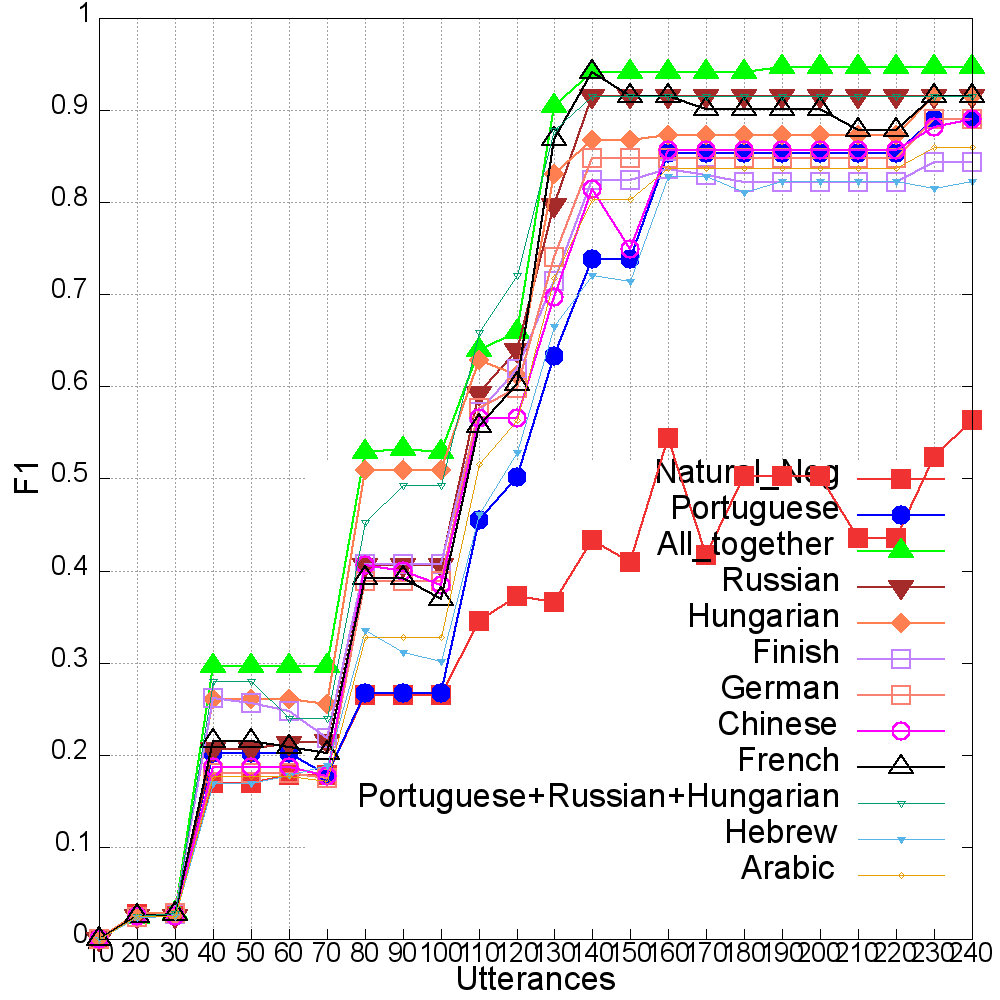 1
0.9
0.8
0.7
0.6
0.5
0.4
0.3
0.2
0.1
0
F1
Natural_Neg
Portuguese
All_together
Russian
Hungarian
Finish
German
Chinese
French
Portuguese+Russian+Hungarian
Hebrew
Arabic
10 20 30 40 50 60 70 80 90 100 110 120 130 140 150 160 170 180 190 200 210 220 230 240
Utterances